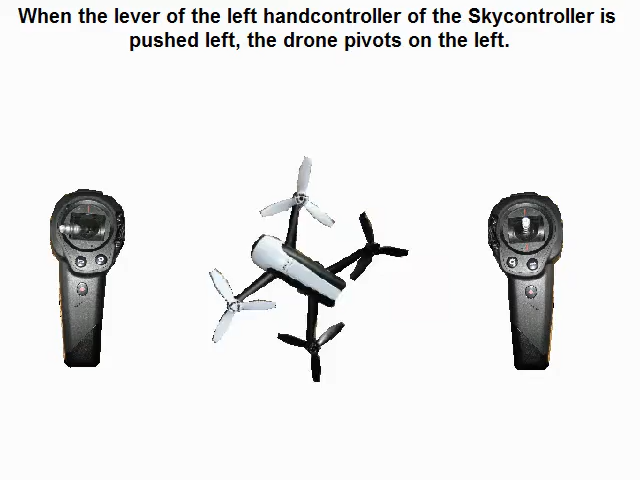 When the lever of the left handcontroller of the Skycontroller is
pushed left, the drone pivots on the left.